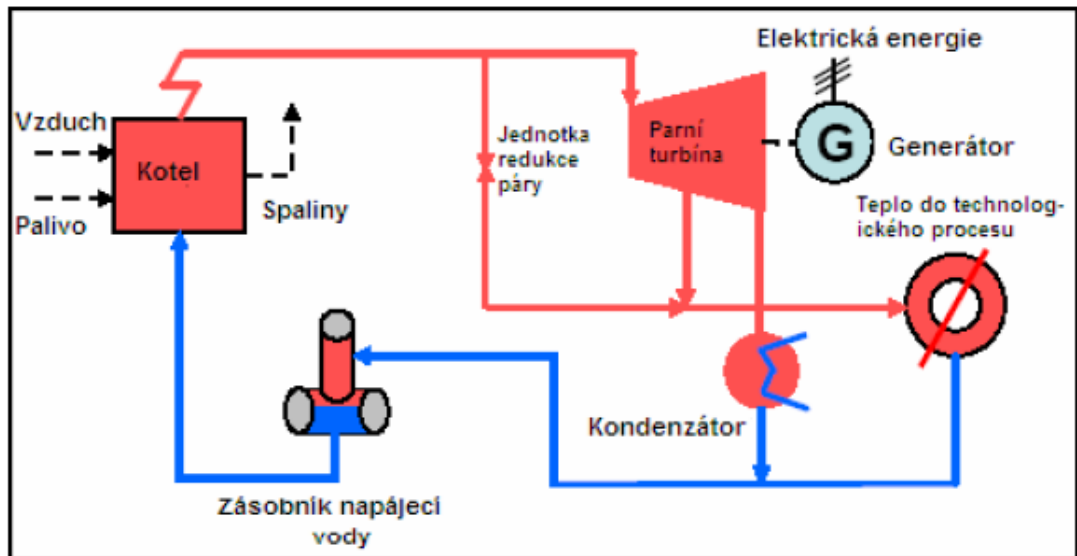 Elektrická energie
Vzduch
Kotel
Palivo
Spaliny
Jednotka
redukce
páry
Parní
turbína
G
Generátor
Teplo do technolog-
ického procesu
Kondenzátor
Zásobník napájecí
vody